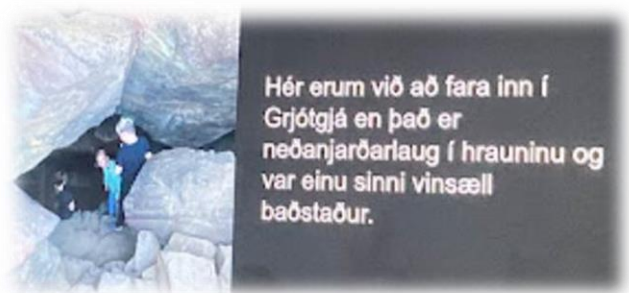 Hér erum við að fara inn í
Grjótgjá en það er
neðanjarðarlaug í hrauninu og
var einu sinni vinsæll
baðstaður.